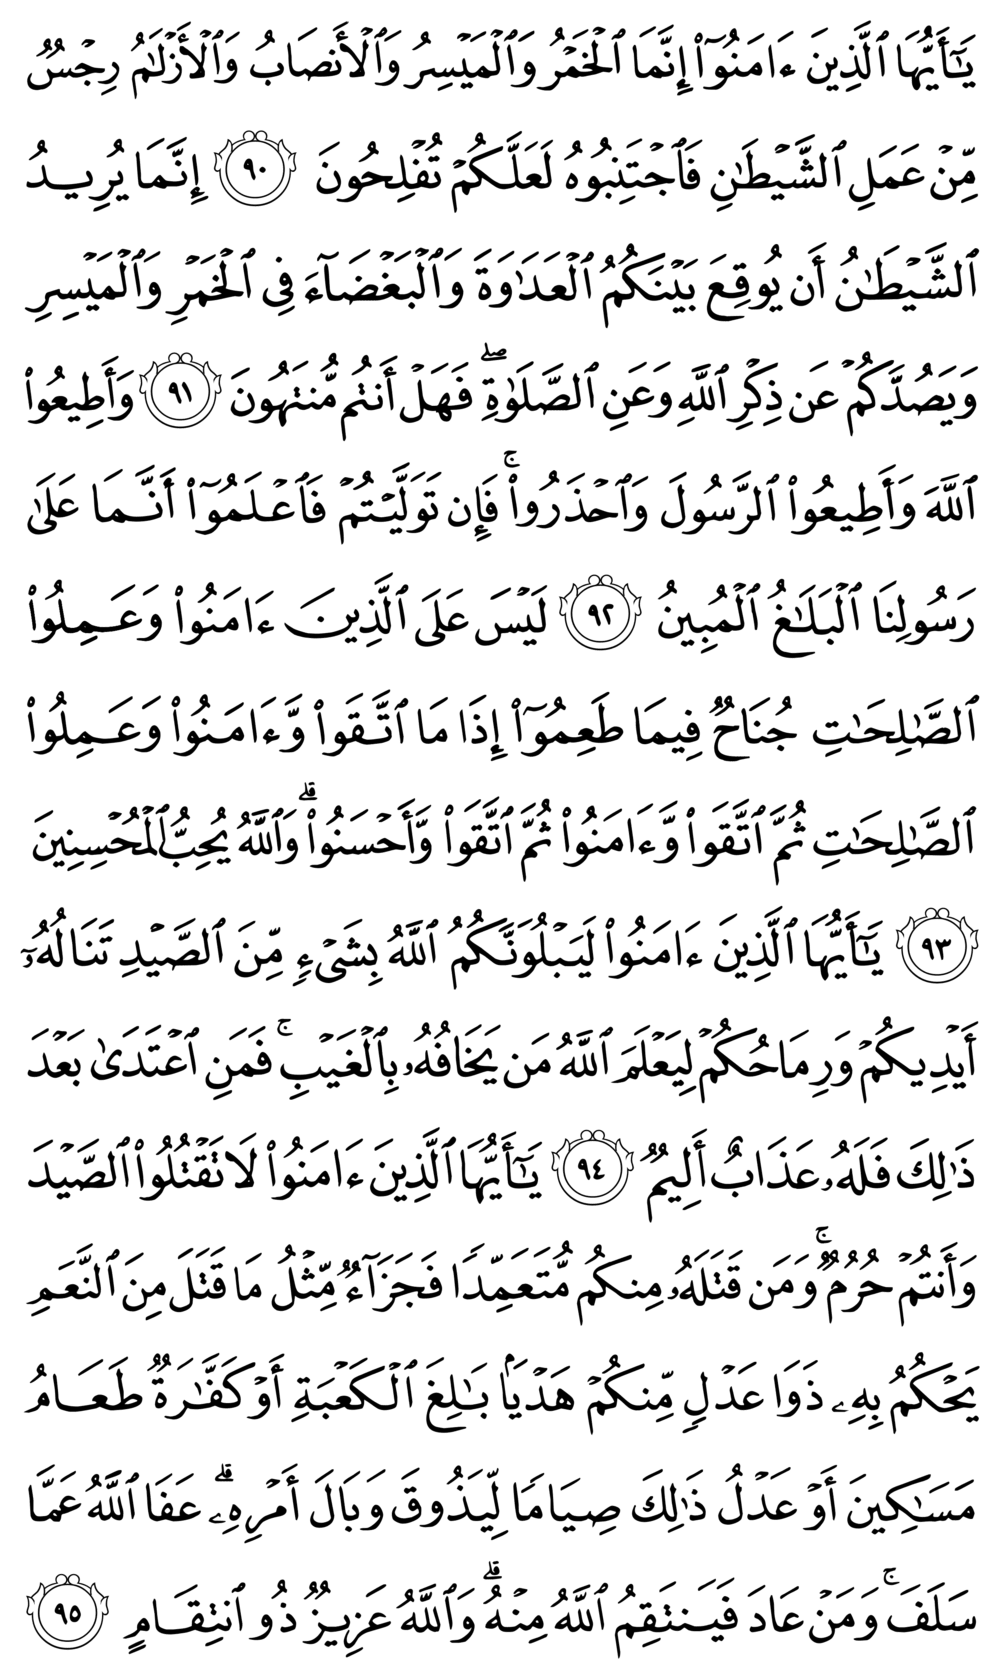 يَـٰٓأَيُّهَا ٱلَّذِينَ ءَامَنُوٓا۟ إِنَّمَا ٱلْخَمْرُ وَٱلْمَيْسِرُ وَٱلْأَنصَابُ وَٱلْأَزْلَـٰمُ رِجْسٌ
مِّنْ عَمَلِ ٱلشَّيْطَـٰنِ فَٱجْتَنِبُوهُ لَعَلَّكُمْ تُفْلِحُونَ ٩٠ إِنَّمَا يُرِيدُ
ٱلشَّيْطَـٰنُ أَن يُوقِعَ بَيْنَكُمُ ٱلْعَدَٰوَةَ وَٱلْبَغْضَآءَ فِى ٱلْخَمْرِ وَٱلْمَيْسِرِ
وَيَصُدَّكُمْ عَن ذِكْرِ ٱللَّهِ وَعَنِ ٱلصَّلَوٰةِ ۖ فَهَلْ أَنتُم مُّنتَهُونَ ٩١ وَأَطِيعُوا۟
ٱللَّهَ وَأَطِيعُوا۟ ٱلرَّسُولَ وَٱحْذَرُوا۟ ۚ فَإِن تَوَلَّيْتُمْ فَٱعْلَمُوٓا۟ أَنَّمَا عَلَىٰ
رَسُولِنَا ٱلْبَلَـٰغُ ٱلْمُبِينُ ٩٢ لَيْسَ عَلَى ٱلَّذِينَ ءَامَنُوا۟ وَعَمِلُوا۟
ٱلصَّـٰلِحَـٰتِ جُنَاحٌ فِيمَا طَعِمُوٓا۟ إِذَا مَا ٱتَّقَوا۟ وَّءَامَنُوا۟ وَعَمِلُوا۟
ٱلصَّـٰلِحَـٰتِ ثُمَّ ٱتَّقَوا۟ وَّءَامَنُوا۟ ثُمَّ ٱتَّقَوا۟ وَّأَحْسَنُوا۟ ۗ وَٱللَّهُ يُحِبُّ ٱلْمُحْسِنِينَ
٩٣ يَـٰٓأَيُّهَا ٱلَّذِينَ ءَامَنُوا۟ لَيَبْلُوَنَّكُمُ ٱللَّهُ بِشَىْءٍ مِّنَ ٱلصَّيْدِ تَنَالُهُۥٓ
أَيْدِيكُمْ وَرِمَاحُكُمْ لِيَعْلَمَ ٱللَّهُ مَن يَخَافُهُۥ بِٱلْغَيْبِ ۚ فَمَنِ ٱعْتَدَىٰ بَعْدَ
ذَٰلِكَ فَلَهُۥ عَذَابٌ أَلِيمٌ ٩٤ يَـٰٓأَيُّهَا ٱلَّذِينَ ءَامَنُوا۟ لَا تَقْتُلُوا۟ ٱلصَّيْدَ
وَأَنتُمْ حُرُمٌ ۚ وَمَن قَتَلَهُۥ مِنكُم مُّتَعَمِّدًا فَجَزَآءٌ مِّثْلُ مَا قَتَلَ مِنَ ٱلنَّعَمِ
يَحْكُمُ بِهِۦ ذَوَا عَدْلٍ مِّنكُمْ هَدْيًۢا بَـٰلِغَ ٱلْكَعْبَةِ أَوْ كَفَّـٰرَةٌ طَعَامُ
مَسَـٰكِينَ أَوْ عَدْلُ ذَٰلِكَ صِيَامًا لِّيَذُوقَ وَبَالَ أَمْرِهِۦ ۗ عَفَا ٱللَّهُ عَمَّا
سَلَفَ ۚ وَمَنْ عَادَ فَيَنتَقِمُ ٱللَّهُ مِنْهُ ۗ وَٱللَّهُ عَزِيزٌ ذُو ٱنتِقَامٍ ٩٥